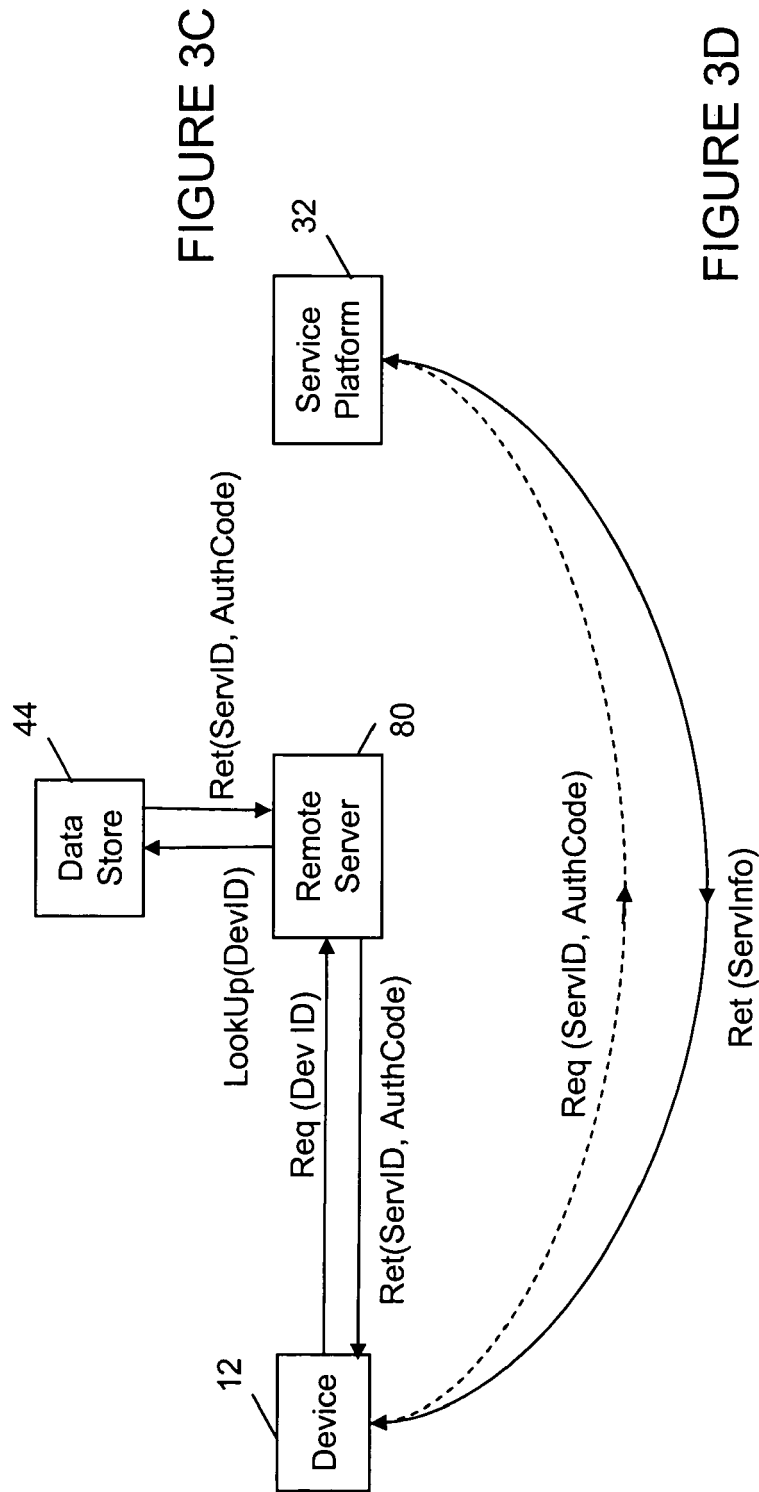 FIGURE 3C
44
Data
Store
LookUp(DevID)
Ret(ServID, AuthCode)
12
Device
Req (Dev ID)
Ret(ServID, AuthCode)
80
Remote
Server
32
Service
Platform
Req (ServID, AuthCode)
Ret (ServInfo)
FIGURE 3D